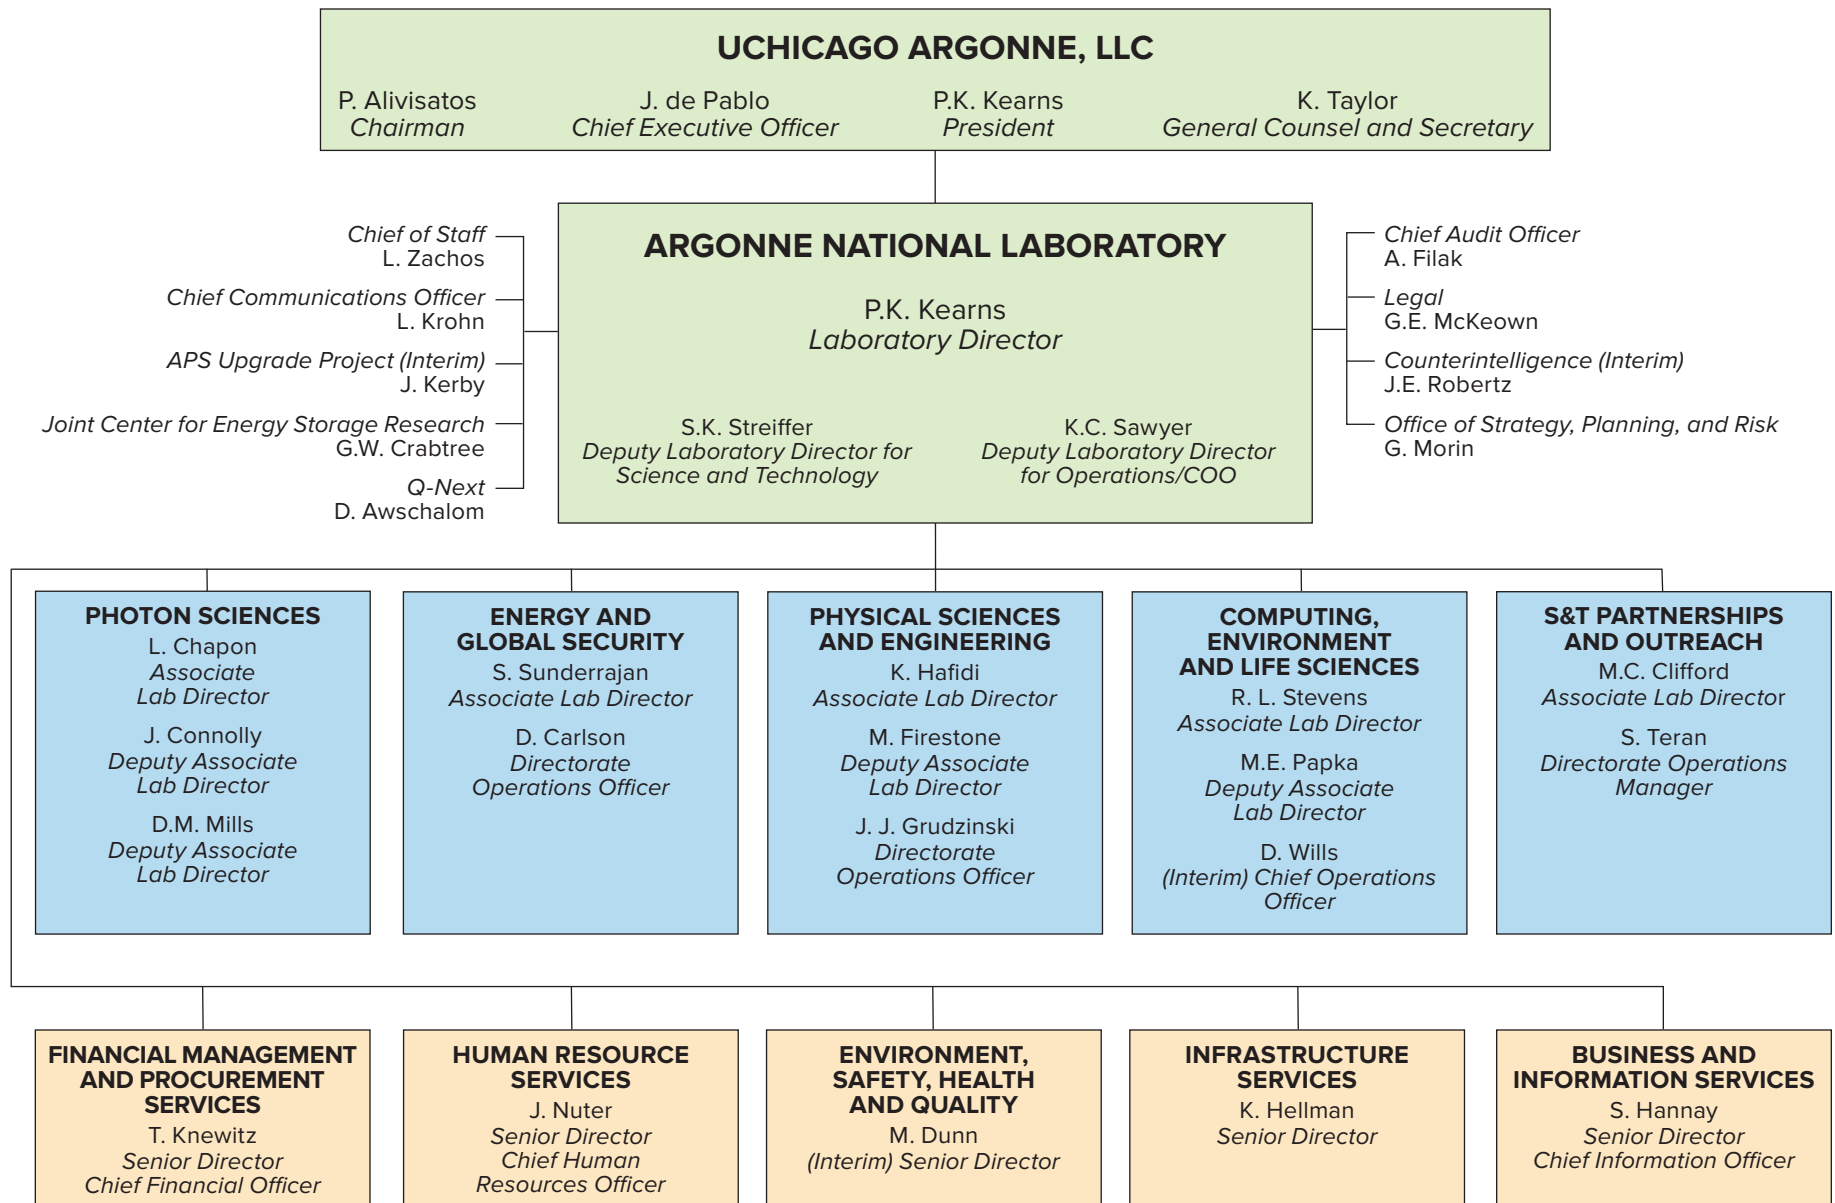 UCHICAGO ARGONNE, LLC
P. Alivisatos
Chairman
J. de Pablo
Chief Executive Officer
P.K. Kearns
President
K. Taylor
General Counsel and Secretary
Chief of Staff
L. Zachos
Chief Communications Officer
L. Krohn
APS Upgrade Project (Interim)
J. Kerby
Joint Center for Energy Storage Research
G.W. Crabtree
Q-Next
D. Awschalom
ARGONNE NATIONAL LABORATORY
P.K. Kearns
Laboratory Director
S.K. Streiffer
Deputy Laboratory Director for
Science and Technology
K.C. Sawyer
Deputy Laboratory Director
for Operations/COO
Chief Audit Officer
A. Filak
Legal
G.E. McKeown
Counterintelligence (Interim)
J.E. Robertz
Office of Strategy, Planning, and Risk
G. Morin
PHOTON SCIENCES
L. Chapon
Associate
Lab Director
J. Connolly
Deputy Associate
Lab Director
D.M. Mills
Deputy Associate
Lab Director
ENERGY AND
GLOBAL SECURITY
S. Sunderrajan
Associate Lab Director
D. Carlson
Directorate
Operations Officer
PHYSICAL SCIENCES
AND ENGINEERING
K. Hafidi
Associate Lab Director
M. Firestone
Deputy Associate
Lab Director
J. J. Grudzinski
Directorate
Operations Officer
COMPUTING,
ENVIRONMENT
AND LIFE SCIENCES
R. L. Stevens
Associate Lab Director
M.E. Papka
Deputy Associate
Lab Director
D. Wills
(Interim) Chief Operations
Officer
S&T PARTNERSHIPS
AND OUTREACH
M.C. Clifford
Associate Lab Director
S. Teran
Directorate Operations
Manager
FINANCIAL MANAGEMENT
AND PROCUREMENT
SERVICES
T. Knewitz
Senior Director
Chief Financial Officer
HUMAN RESOURCE
SERVICES
J. Nuter
Senior Director
Chief Human
Resources Officer
ENVIRONMENT,
SAFETY, HEALTH
AND QUALITY
M. Dunn
(Interim) Senior Director
INFRASTRUCTURE
SERVICES
K. Hellman
Senior Director
BUSINESS AND
INFORMATION SERVICES
S. Hannay
Senior Director
Chief Information Officer